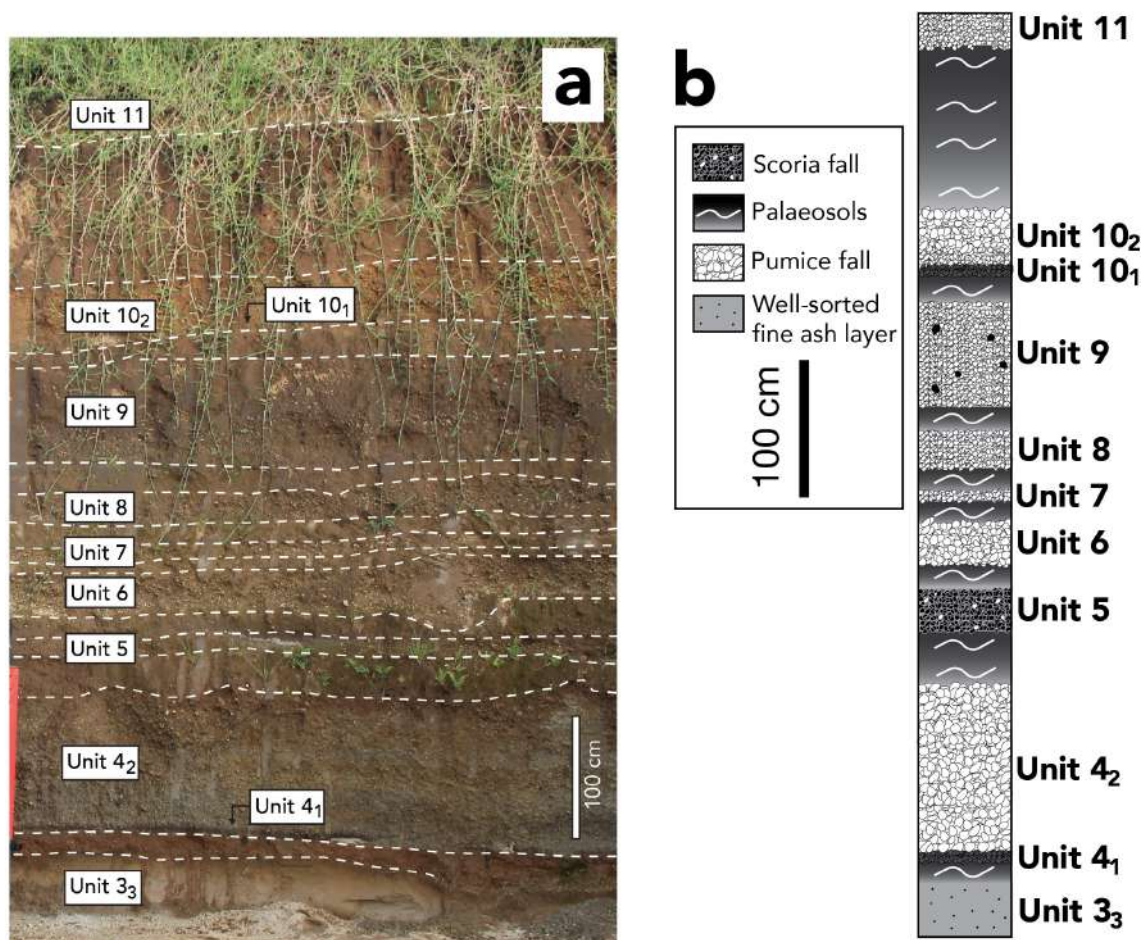 a
Unit 11
Unit 10₁
Unit 10₂
Unit 9
Unit 8
Unit 7
Unit 6
Unit 5
Unit 4₂
Unit 4₁
Unit 3₃
100 cm
b
Scoria fall
Palaeosols
Pumice fall
Well-sorted
fine ash layer
100 cm
Unit 11
Unit 10₂
Unit 10₁
Unit 9
Unit 8
Unit 7
Unit 6
Unit 5
Unit 4₂
Unit 4₁
Unit 3₃